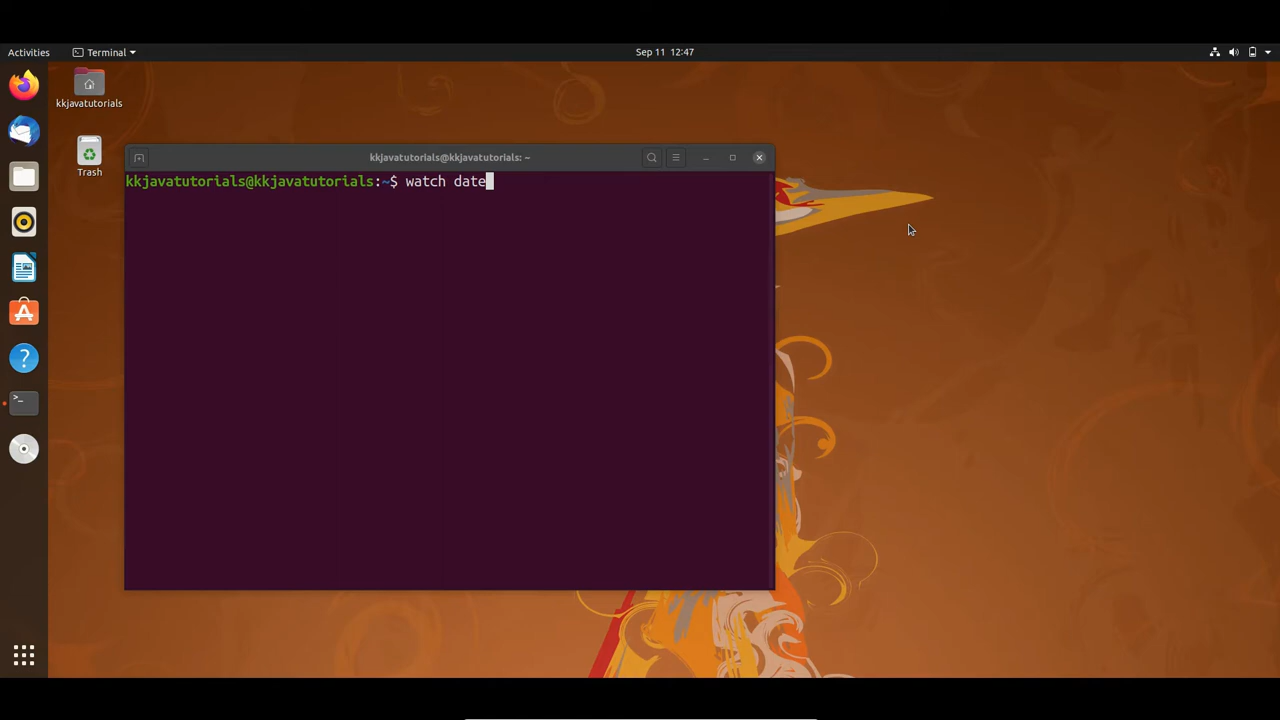 Activities
Terminal
Sep 11 12:47
kkjavatutorials
Trash
kkjavatutorials@kkjavatutorials: ~
kkjavatutorials@kkjavatutorials:~$ watch date